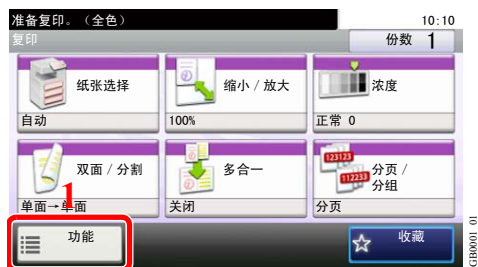 准备复印。（全色）
10:10
复印
份数 1
纸张选择
自动
缩小 / 放大
100%
浓度
正常 0
双面 / 分割
单面→单面
多合一
关闭
123123
112233
分页 /
分组
分页
1
功能
收藏
GB0001_01